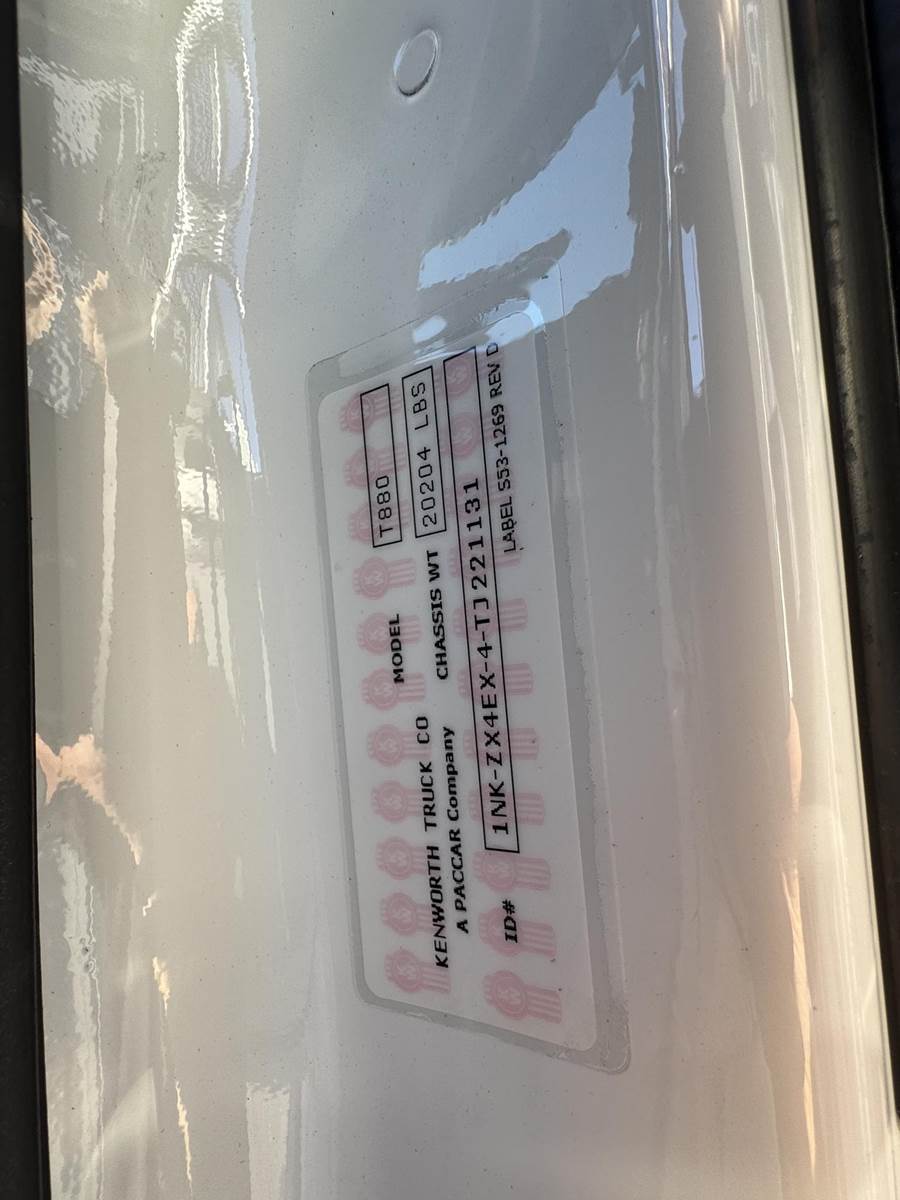 MODEL T880
KENWORTH TRUCK CO
CHASSIS WT 20204 LBS
A PACCAR Company
ID# 1NK-ZX4EX-4-TJ221131
LABEL S53-1269 REV D